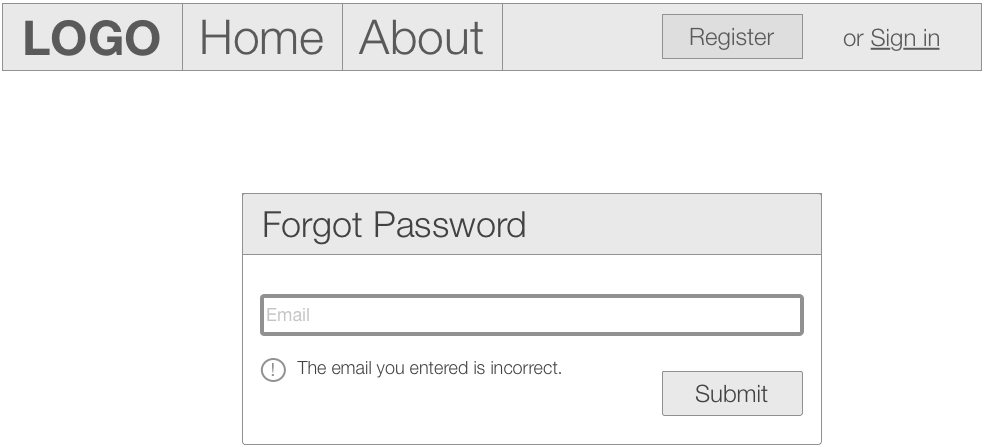 LOGO Home About Register or Sign in
Forgot Password
Email
The email you entered is incorrect.
Submit